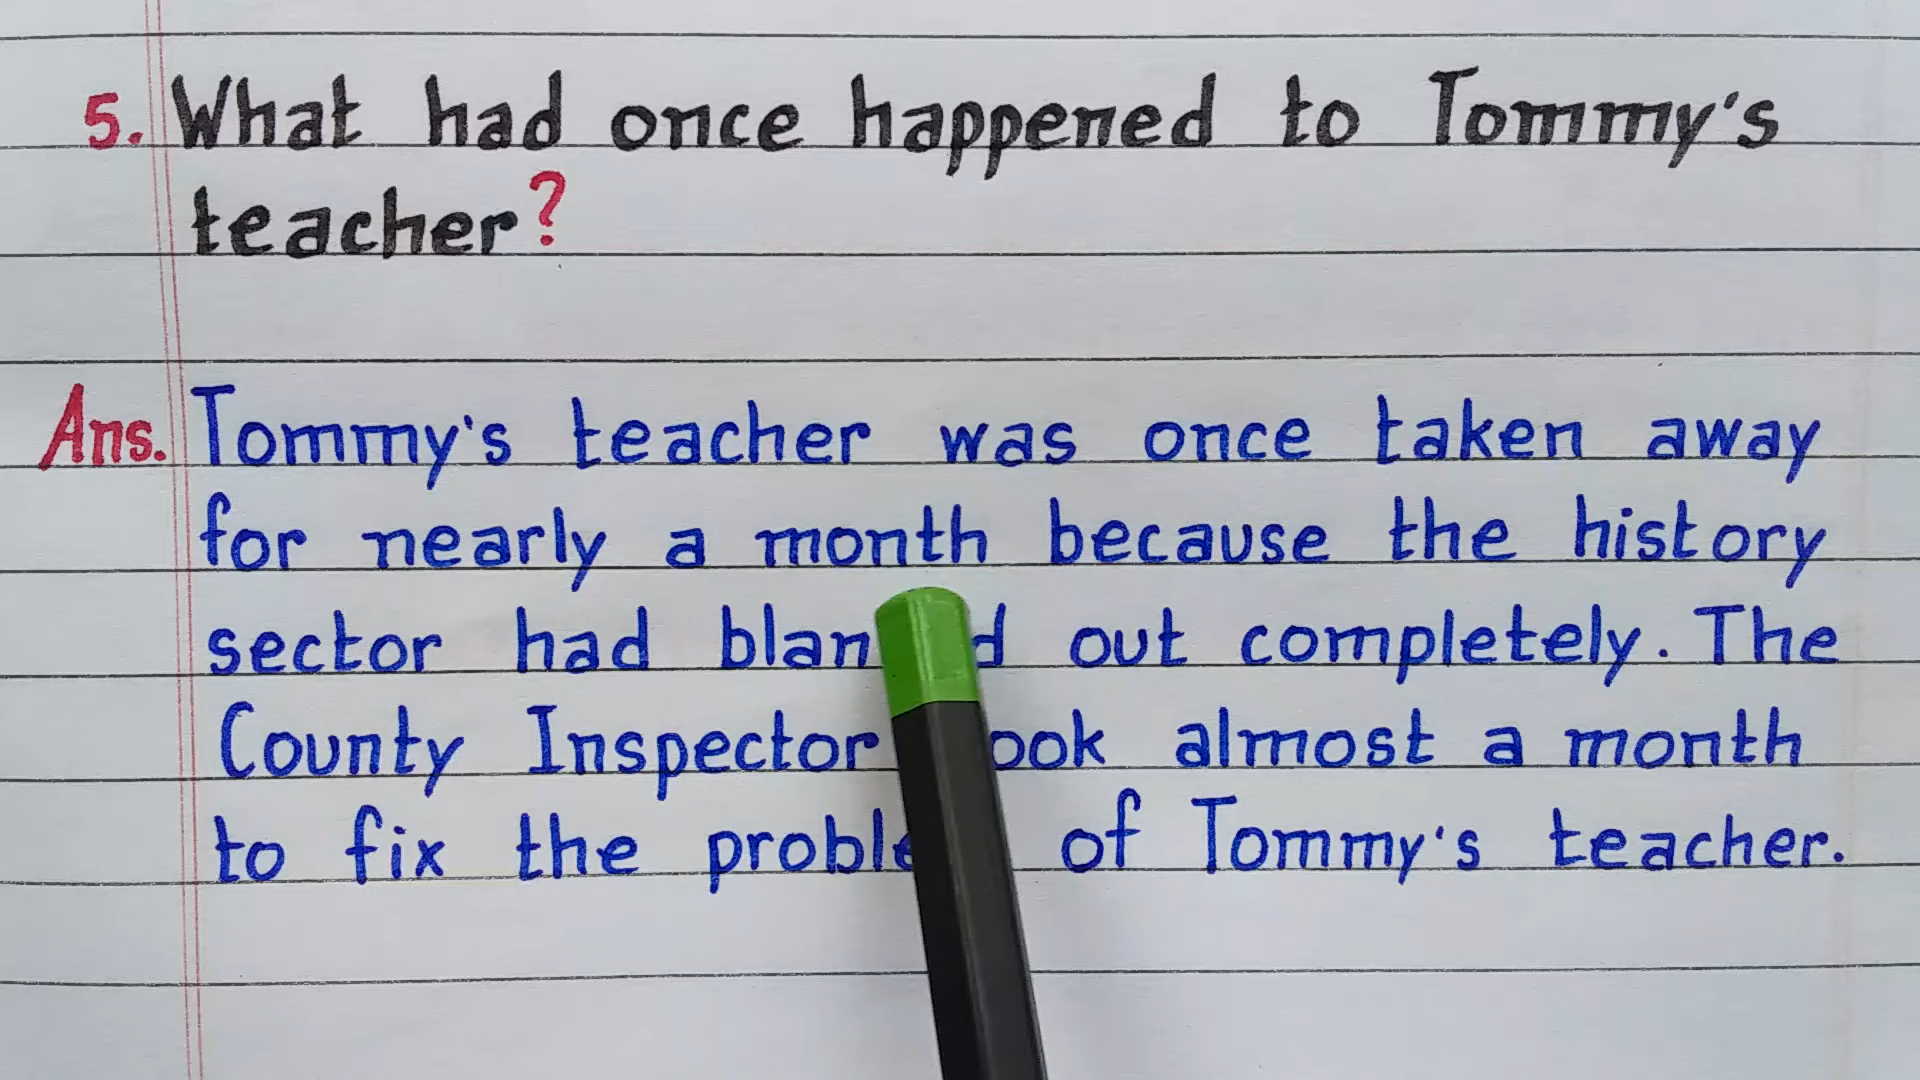 5. What had once happened to Tommy's
teacher?
Ans. Tommy's teacher was once taken away
for nearly a month because the history
sector had out completely. The
County Inspector almost a month
to fix the of Tommy's teacher.